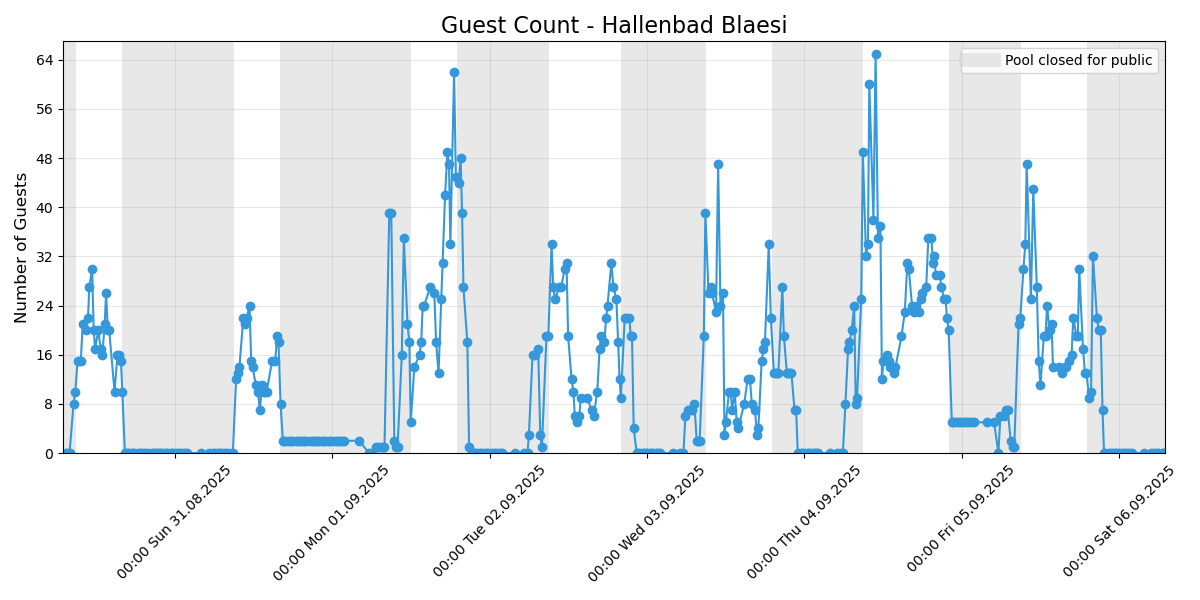 Guest Count - Hallenbad Blaesi
Pool closed for public
Number of Guests
64
56
48
40
32
24
16
8
0
00:00 Sun 31.08.2025
00:00 Mon 01.09.2025
00:00 Tue 02.09.2025
00:00 Wed 03.09.2025
00:00 Thu 04.09.2025
00:00 Fri 05.09.2025
00:00 Sat 06.09.2025